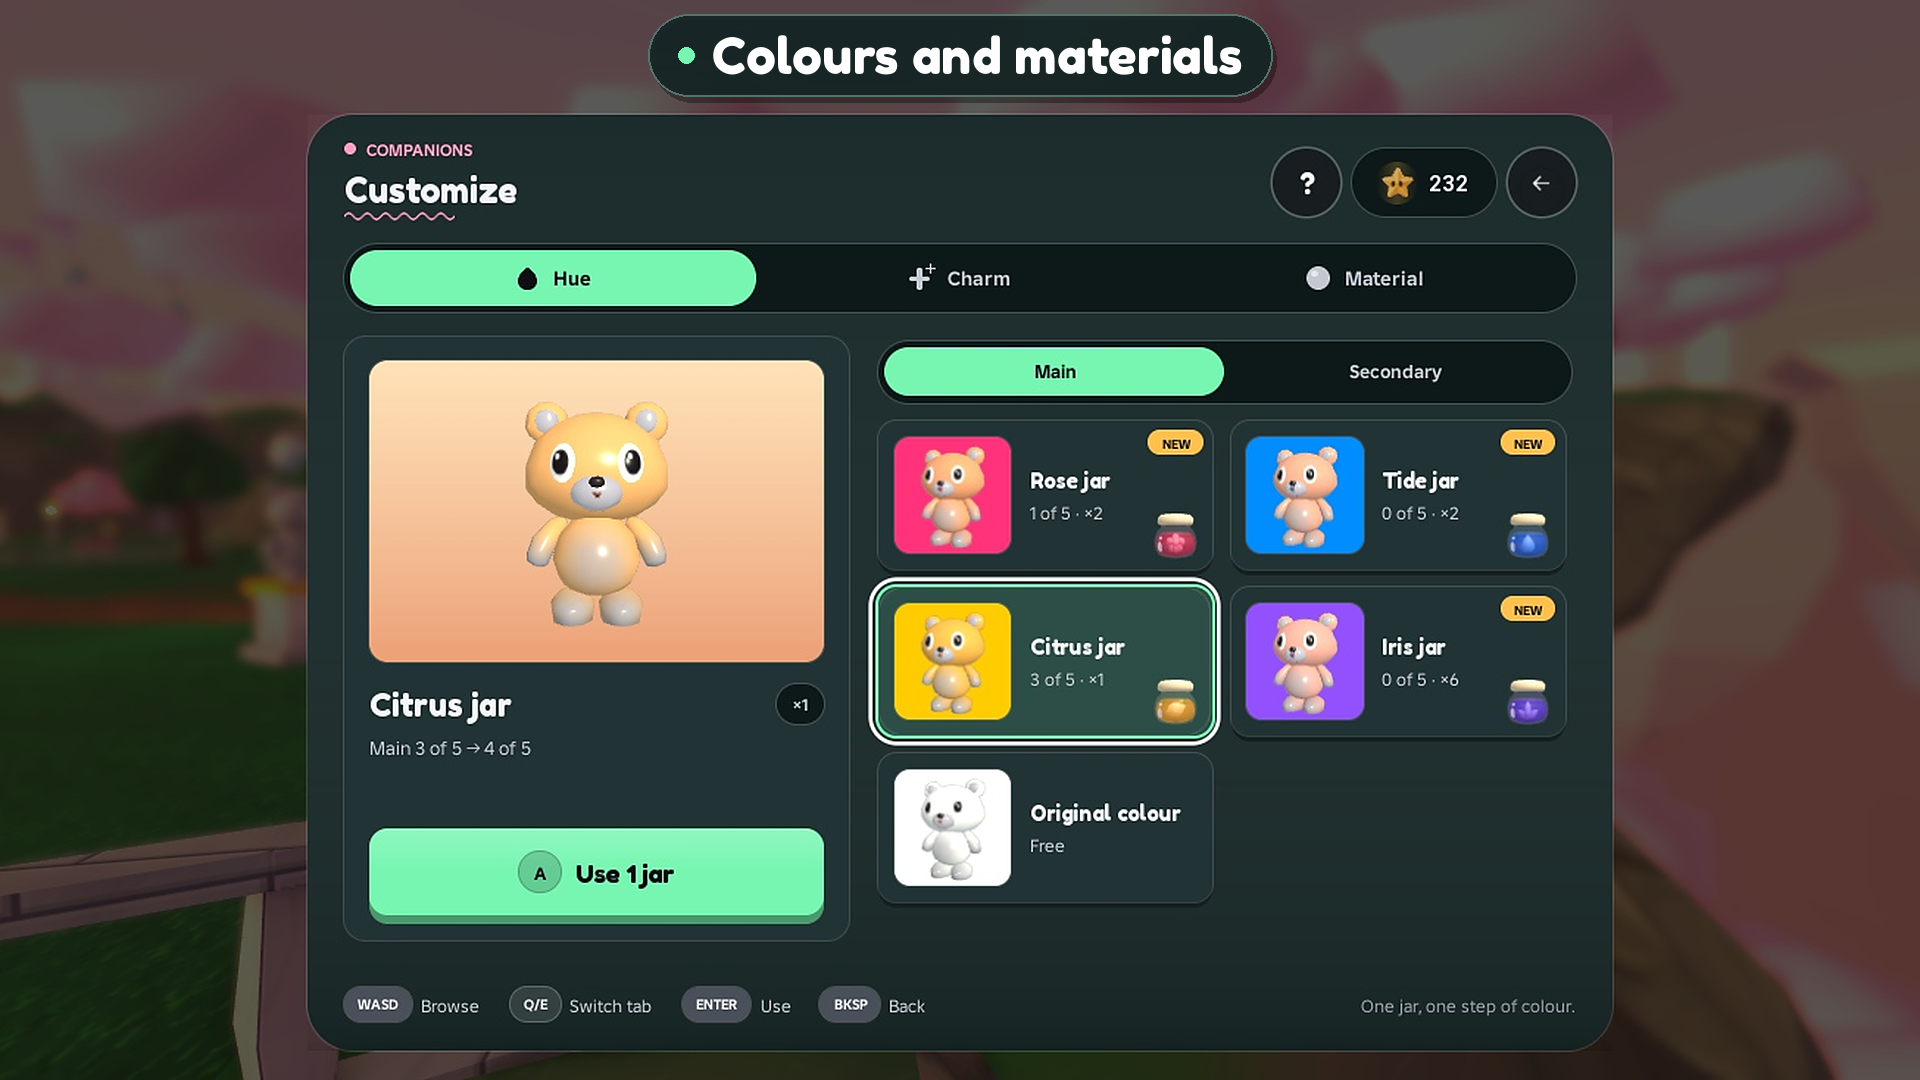 Colours and materials
COMPANIONS
Customize
?
232
Hue
Charm
Material
Main
Secondary
NEW
Rose jar
1 of 5 · ×2
NEW
Tide jar
0 of 5 · ×2
Citrus jar
3 of 5 · ×1
NEW
Iris jar
0 of 5 · ×6
Original colour
Free
Citrus jar
×1
Main 3 of 5 → 4 of 5
A Use 1 jar
WASD Browse Q/E Switch tab ENTER Use BKSP Back
One jar, one step of colour.